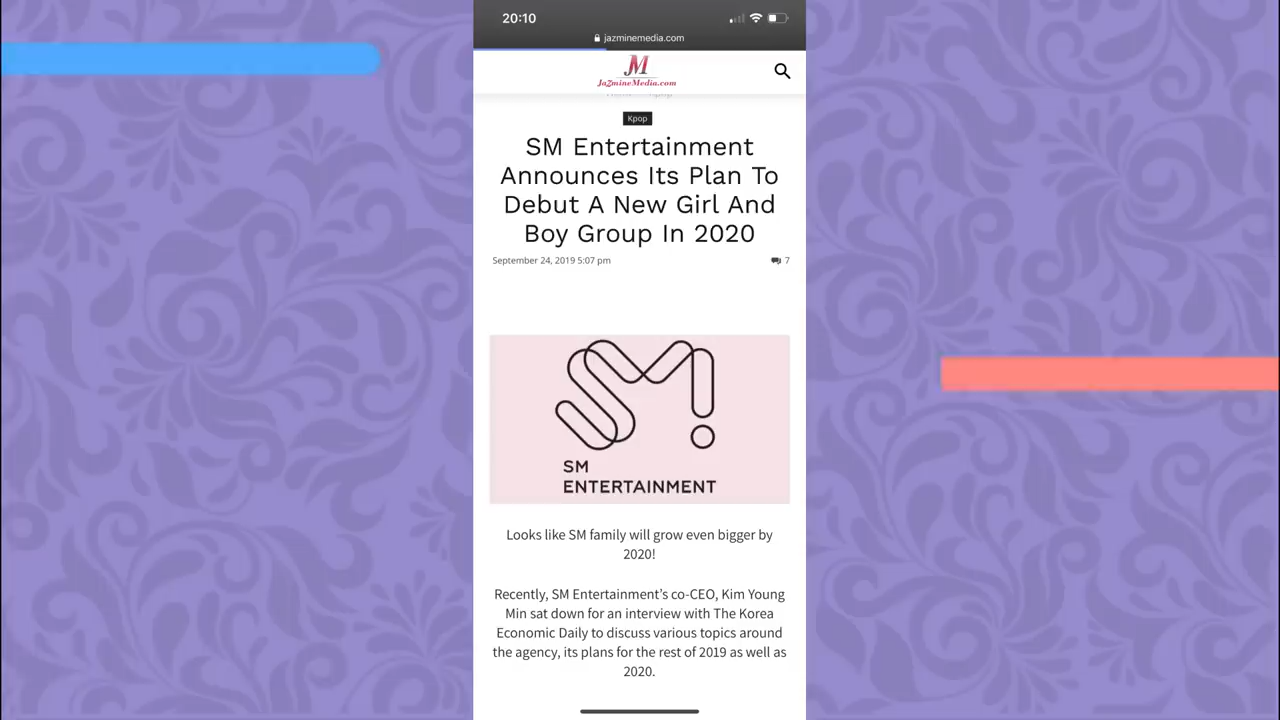 20:10
jazminemedia.com
JM
JaZmineMedia.com
Kpop
SM Entertainment
Announces Its Plan To
Debut A New Girl And
Boy Group In 2020
September 24, 2019 5:07 pm
7
SM
ENTERTAINMENT
Looks like SM family will grow even bigger by
2020!
Recently, SM Entertainment’s co-CEO, Kim Young
Min sat down for an interview with The Korea
Economic Daily to discuss various topics around
the agency, its plans for the rest of 2019 as well as
2020.